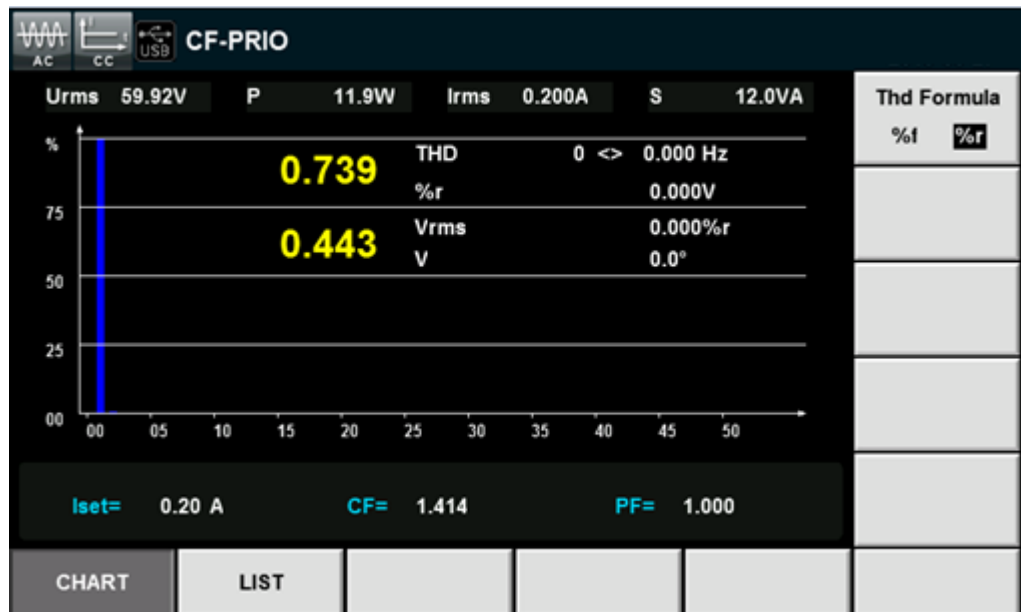 AC CC USB CF-PRIO
Urms 59.92V P 11.9W Irms 0.200A S 12.0VA
Thd Formula
%f %r
%
75
50
25
00
0.739 THD 0 <> 0.000 Hz
%r 0.000V
0.443 Vrms 0.000%r
V 0.0°
00 05 10 15 20 25 30 35 40 45 50
Iset= 0.20 A CF= 1.414 PF= 1.000
CHART LIST